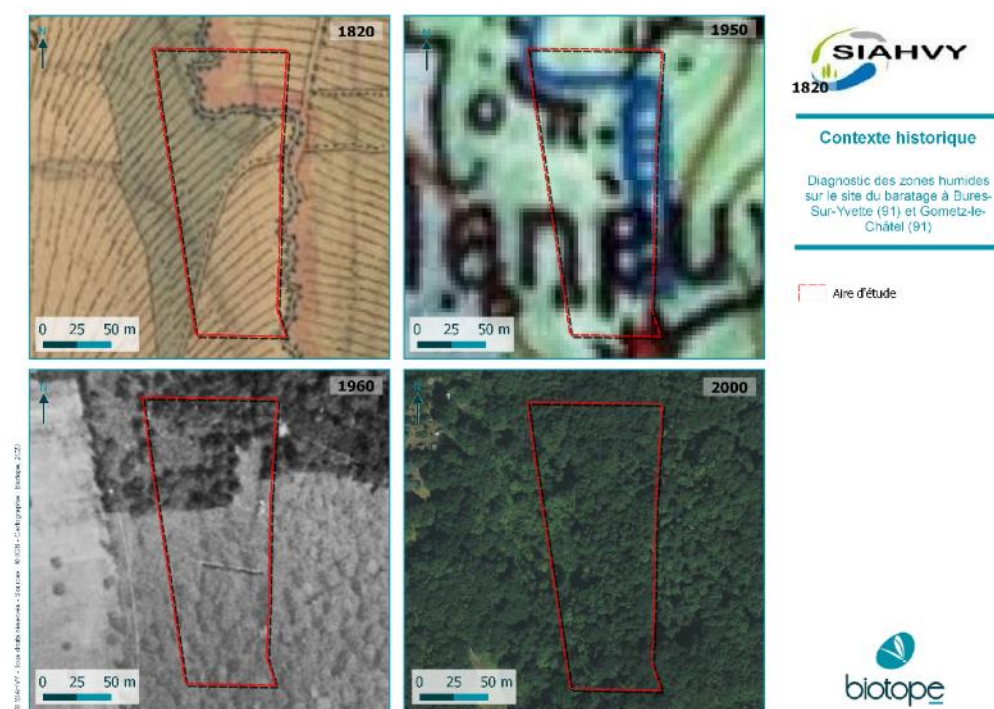 1820
N
0 25 50 m
1950
N
0 25 50 m
1960
N
0 25 50 m
2000
N
0 25 50 m
SIAHVY
1820
Contexte historique
Diagnostic des zones humides
sur le site du baratage à Bures-
Sur-Yvette (91) et Gometz-le-
Châtel (91)
Aire d'étude
biotope